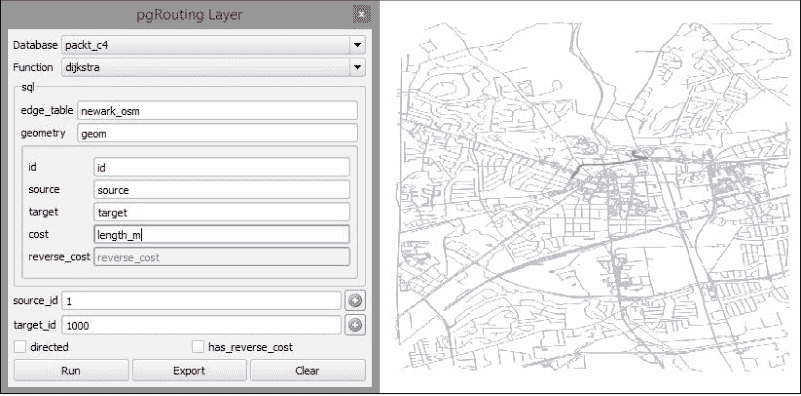 pgRouting Layer
Database packt_c4
Function dijkstra
sql
edge_table newark_osm
geometry geom
id id
source source
target target
cost length_m
reverse_cost reverse_cost
source_id 1
target_id 1000
directed has_reverse_cost
Run Export Clear